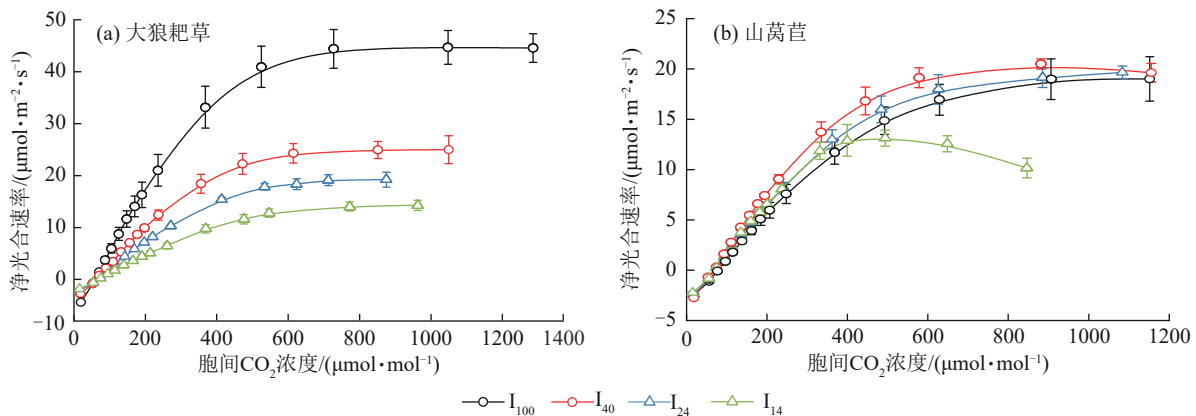 (a) 大狼耙草
净光合速率/(μmol·m⁻²·s⁻¹)
50
40
30
20
10
0
−10
0 200 400 600 800 1000 1200 1400
胞间CO₂浓度/(μmol·mol⁻¹)
(b) 山莴苣
净光合速率/(μmol·m⁻²·s⁻¹)
25
20
15
10
5
0
−5
0 200 400 600 800 1000 1200
胞间CO₂浓度/(μmol·mol⁻¹)
I₁₀₀ I₄₀ I₂₄ I₁₄